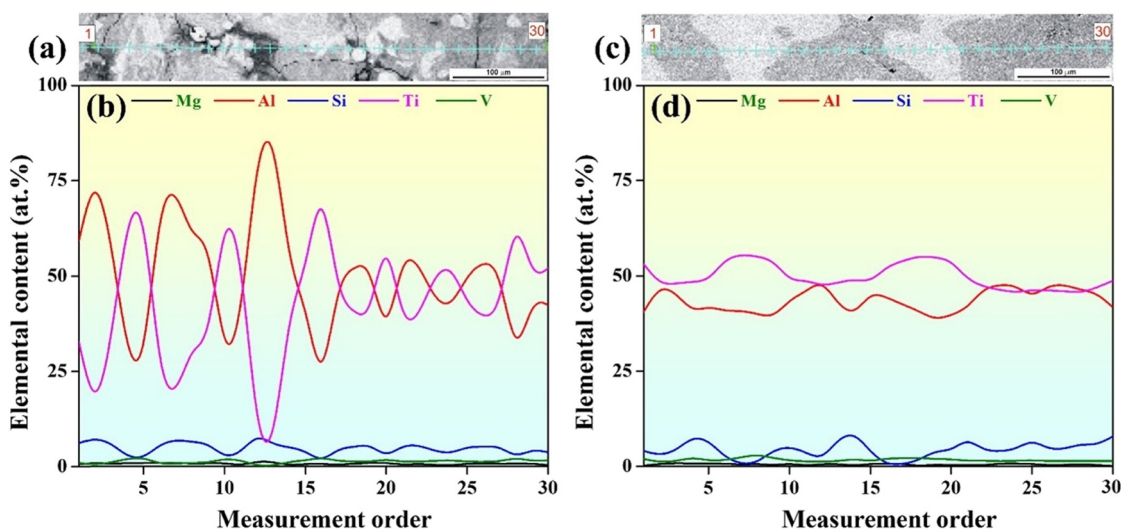 (a)
1
30
100 μm
(c)
1
30
100 μm
(b)
Mg Al Si Ti V
Elemental content (at.%)
100
75
50
25
0
5 10 15 20 25 30
Measurement order
(d)
Mg Al Si Ti V
Elemental content (at.%)
100
75
50
25
0
5 10 15 20 25 30
Measurement order